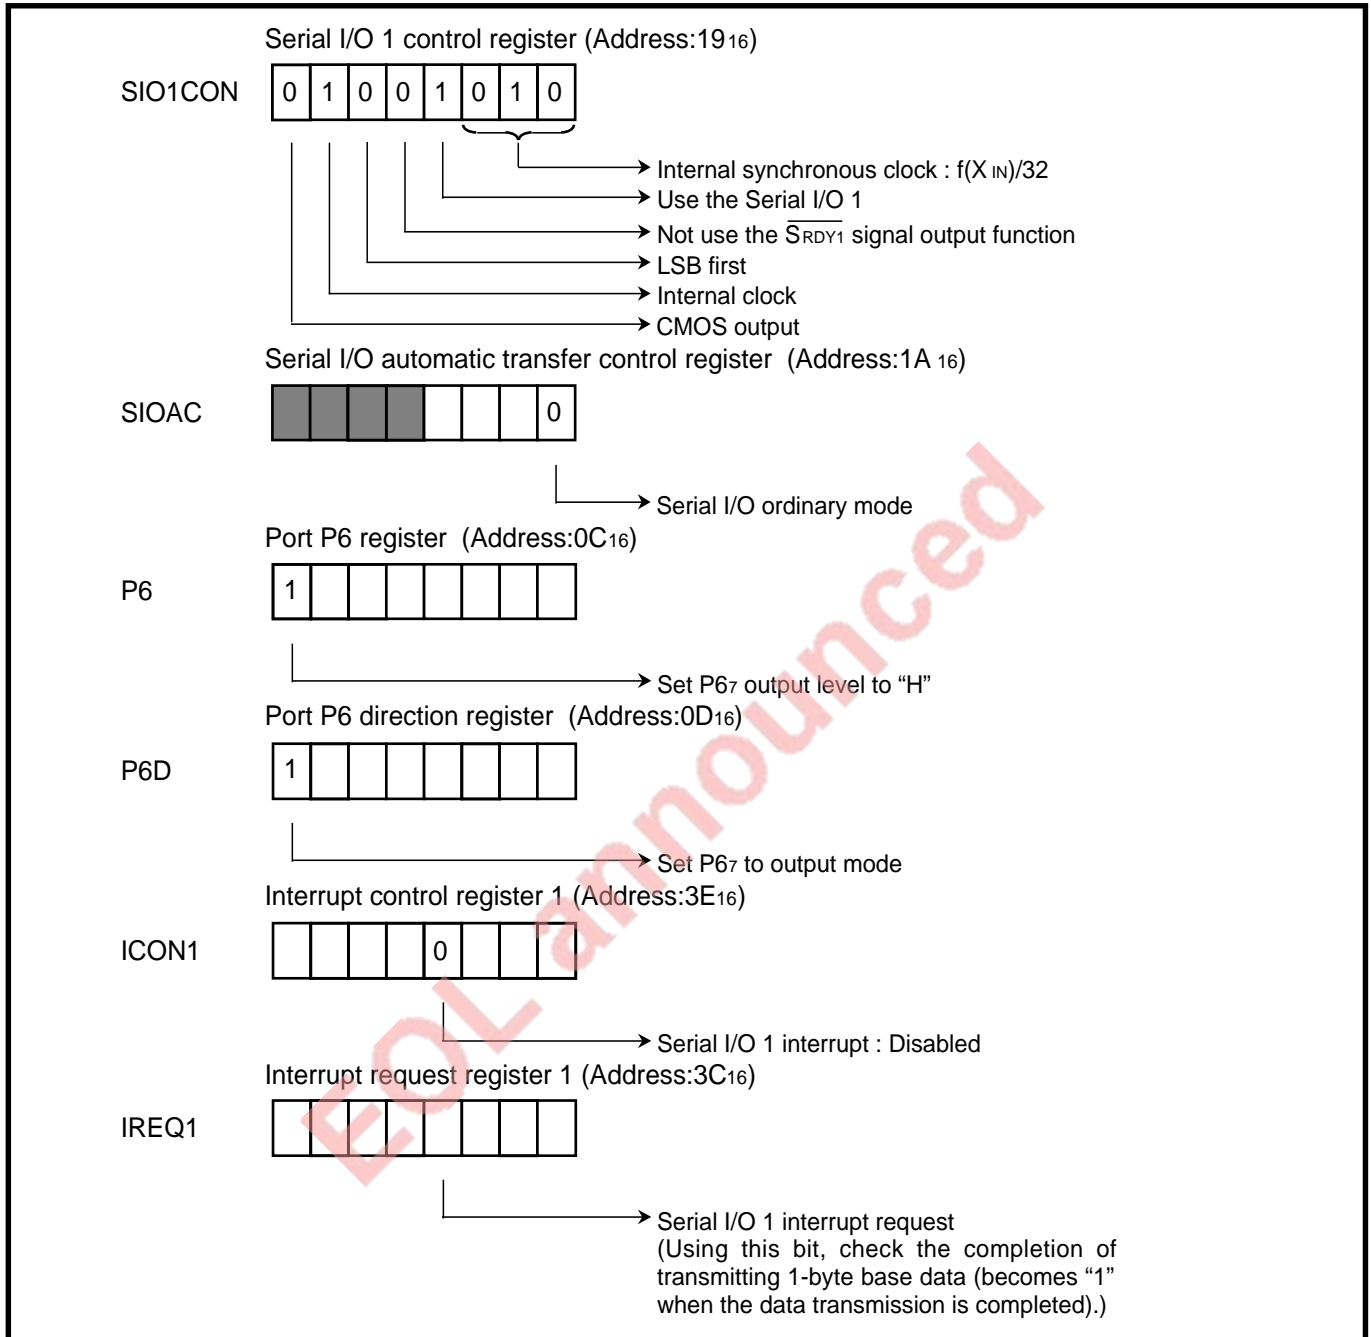 Serial I/O 1 control register (Address:1916)
SIO1CON 0 1 0 0 1 0 1 0
Internal synchronous clock : f(X IN)/32
Use the Serial I/O 1
Not use the SRDY1 signal output function
LSB first
Internal clock
CMOS output
Serial I/O automatic transfer control register (Address:1A 16)
SIOAC 0
Serial I/O ordinary mode
Port P6 register (Address:0C16)
P6 1
Set P67 output level to “H”
Port P6 direction register (Address:0D16)
P6D 1
Set P67 to output mode
Interrupt control register 1 (Address:3E16)
ICON1 0
Serial I/O 1 interrupt : Disabled
Interrupt request register 1 (Address:3C16)
IREQ1
Serial I/O 1 interrupt request
(Using this bit, check the completion of
transmitting 1-byte base data (becomes “1”
when the data transmission is completed).)
EOL announced